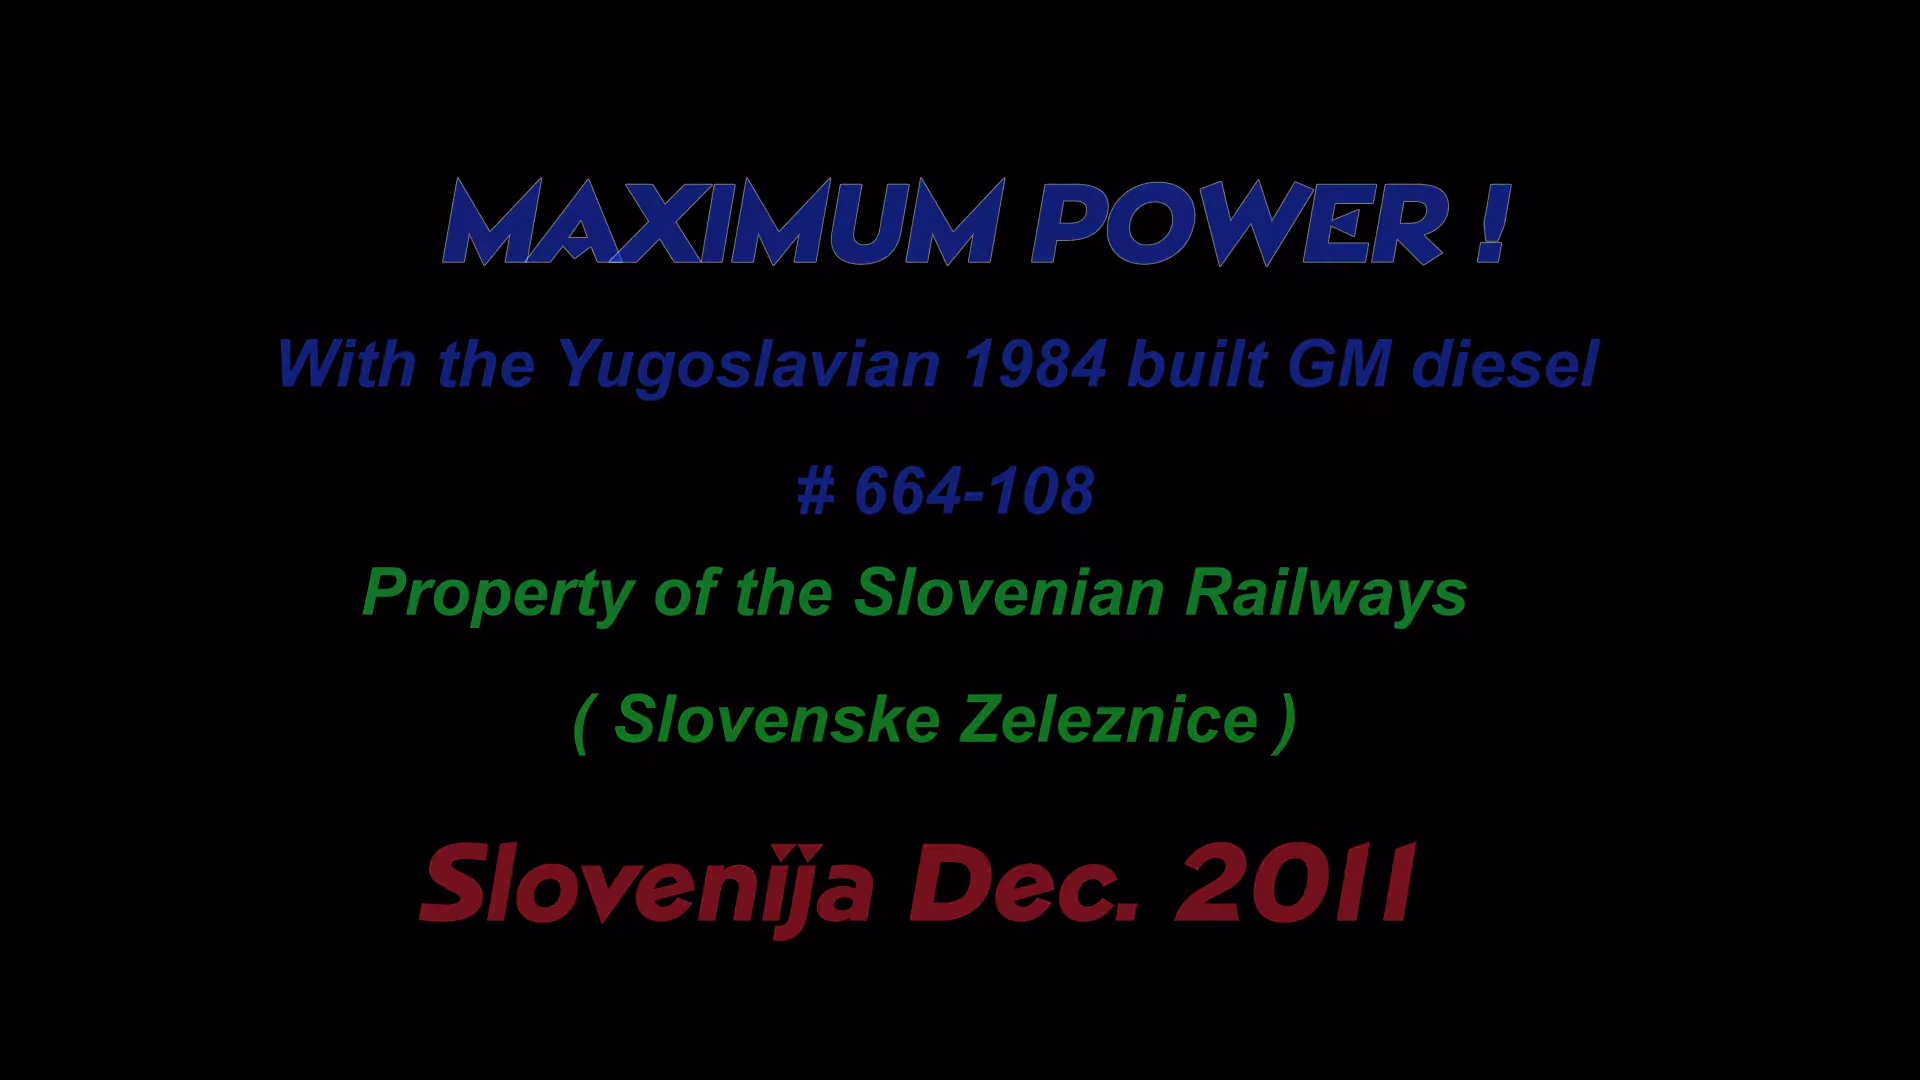 MAXIMUM POWER !
With the Yugoslavian 1984 built GM diesel
# 664-108
Property of the Slovenian Railways
( Slovenske Zeleznice )
Slovenija Dec. 2011